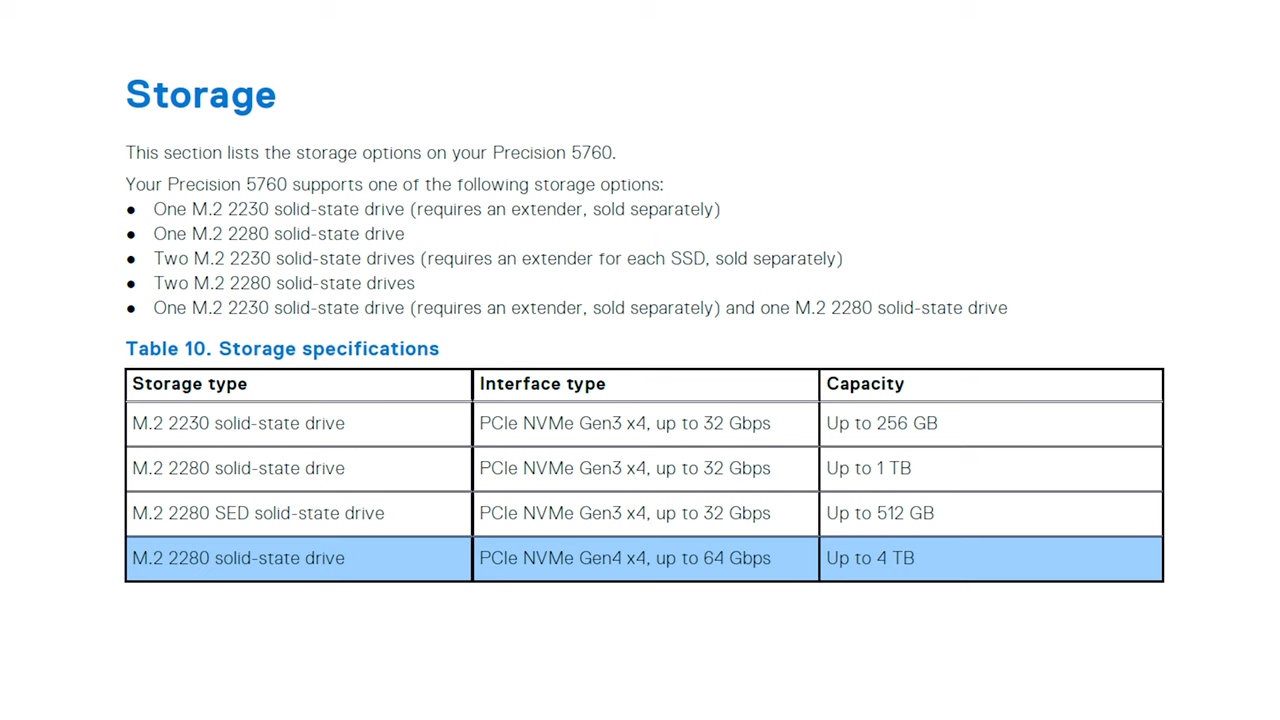 Storage
This section lists the storage options on your Precision 5760.
Your Precision 5760 supports one of the following storage options:
● One M.2 2230 solid-state drive (requires an extender, sold separately)
● One M.2 2280 solid-state drive
● Two M.2 2230 solid-state drives (requires an extender for each SSD, sold separately)
● Two M.2 2280 solid-state drives
● One M.2 2230 solid-state drive (requires an extender, sold separately) and one M.2 2280 solid-state drive
Table 10. Storage specifications
Storage type Interface type Capacity
M.2 2230 solid-state drive PCIe NVMe Gen3 x4, up to 32 Gbps Up to 256 GB
M.2 2280 solid-state drive PCIe NVMe Gen3 x4, up to 32 Gbps Up to 1 TB
M.2 2280 SED solid-state drive PCIe NVMe Gen3 x4, up to 32 Gbps Up to 512 GB
M.2 2280 solid-state drive PCIe NVMe Gen4 x4, up to 64 Gbps Up to 4 TB